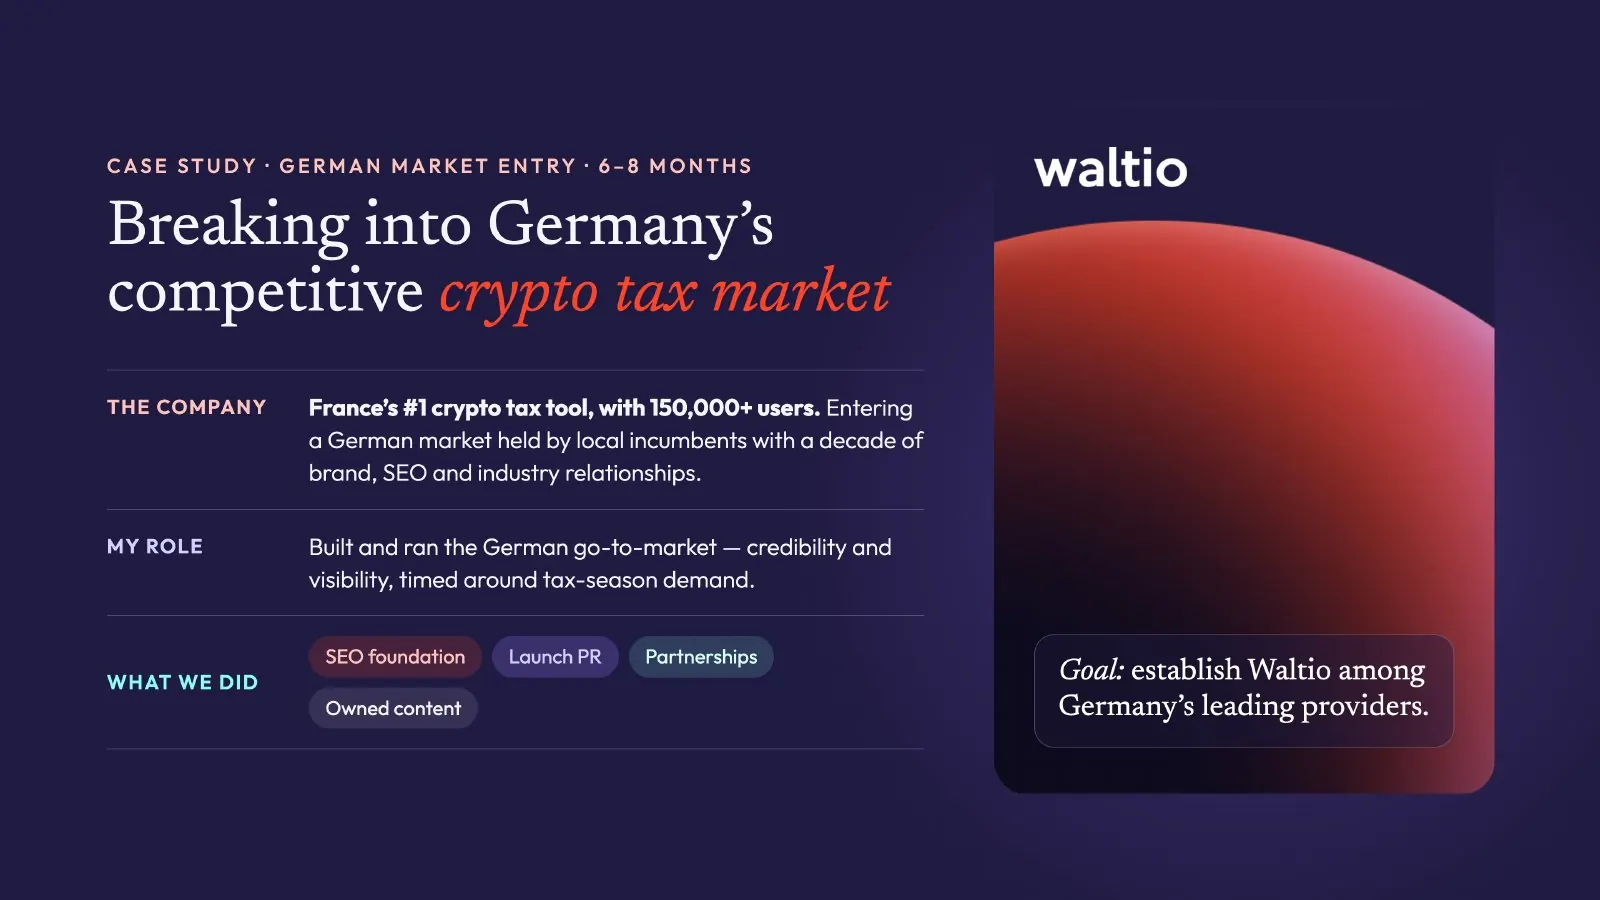 CASE STUDY · GERMAN MARKET ENTRY · 6–8 MONTHS
Breaking into Germany’s
competitive crypto tax market
THE COMPANY
France’s #1 crypto tax tool, with 150,000+ users. Entering
a German market held by local incumbents with a decade of
brand, SEO and industry relationships.
MY ROLE
Built and ran the German go-to-market — credibility and
visibility, timed around tax-season demand.
WHAT WE DID
SEO foundation
Launch PR
Partnerships
Owned content
waltio
Goal: establish Waltio among
Germany’s leading providers.